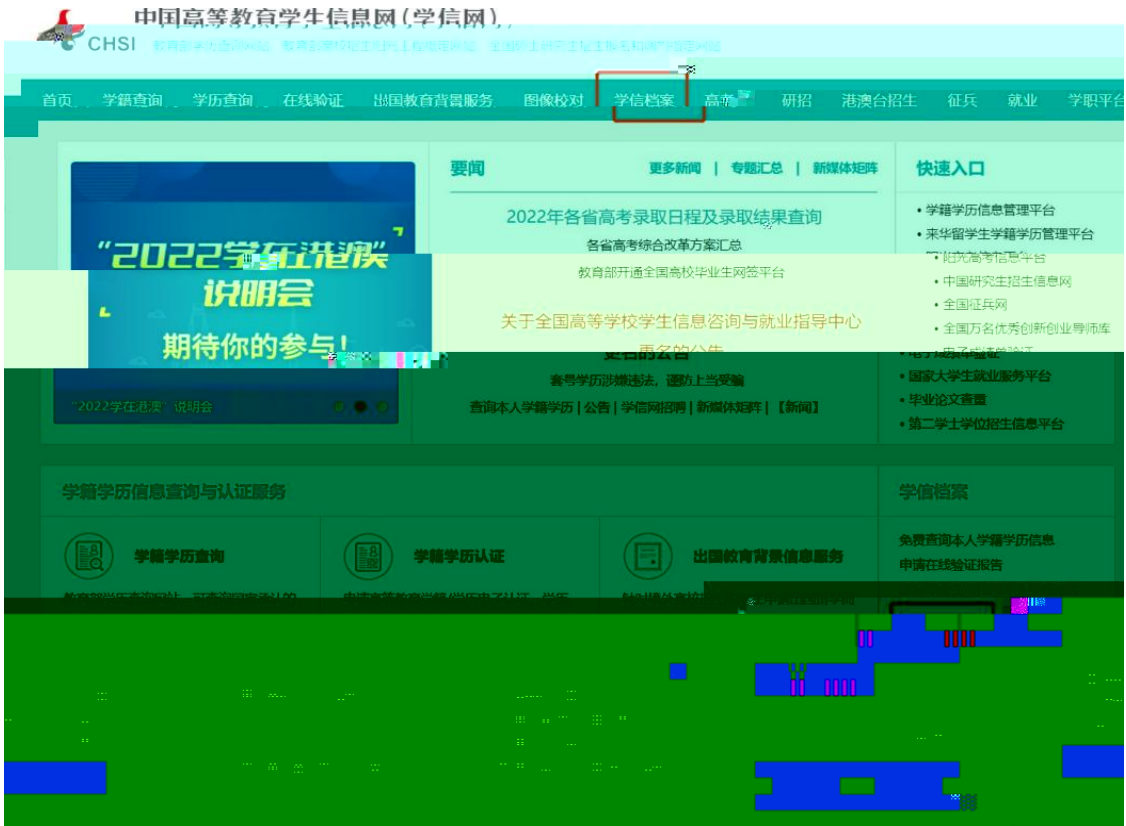 中国高等教育学生信息网(学信网)
CHSI
首页 学籍查询 学历查询 在线验证 出国教育背景服务 图像校对 学信档案 高考 研招 港澳台招生 征兵 就业 学职平台
要闻
更多新闻 | 专题汇总 | 新媒体矩阵
2022年各省高考录取日程及录取结果查询
各省高考综合改革方案汇总
教育部开通全国高校毕业生网签平台
关于全国高等学校学生信息咨询与就业指导中心
更名的公告
套号学历涉嫌违法,谨防上当受骗
查询本人学籍学历 | 公告 | 学信网招聘 | 新媒体矩阵 | 【新闻】
“2022学在港澳”
说明会
期待你的参与!
“2022学在港澳” 说明会
快速入口
• 学籍学历信息管理平台
• 来华留学生学籍学历管理平台
• 阳光高考信息平台
• 中国研究生招生信息网
• 全国征兵网
• 全国万名优秀创新创业导师库
• 国家大学生就业服务平台
• 毕业论文查重
• 第二学士学位招生信息平台
学籍学历信息查询与认证服务
学籍学历查询
学籍学历认证
出国教育背景信息服务
学信档案
免费查询本人学籍学历信息
申请在线验证报告